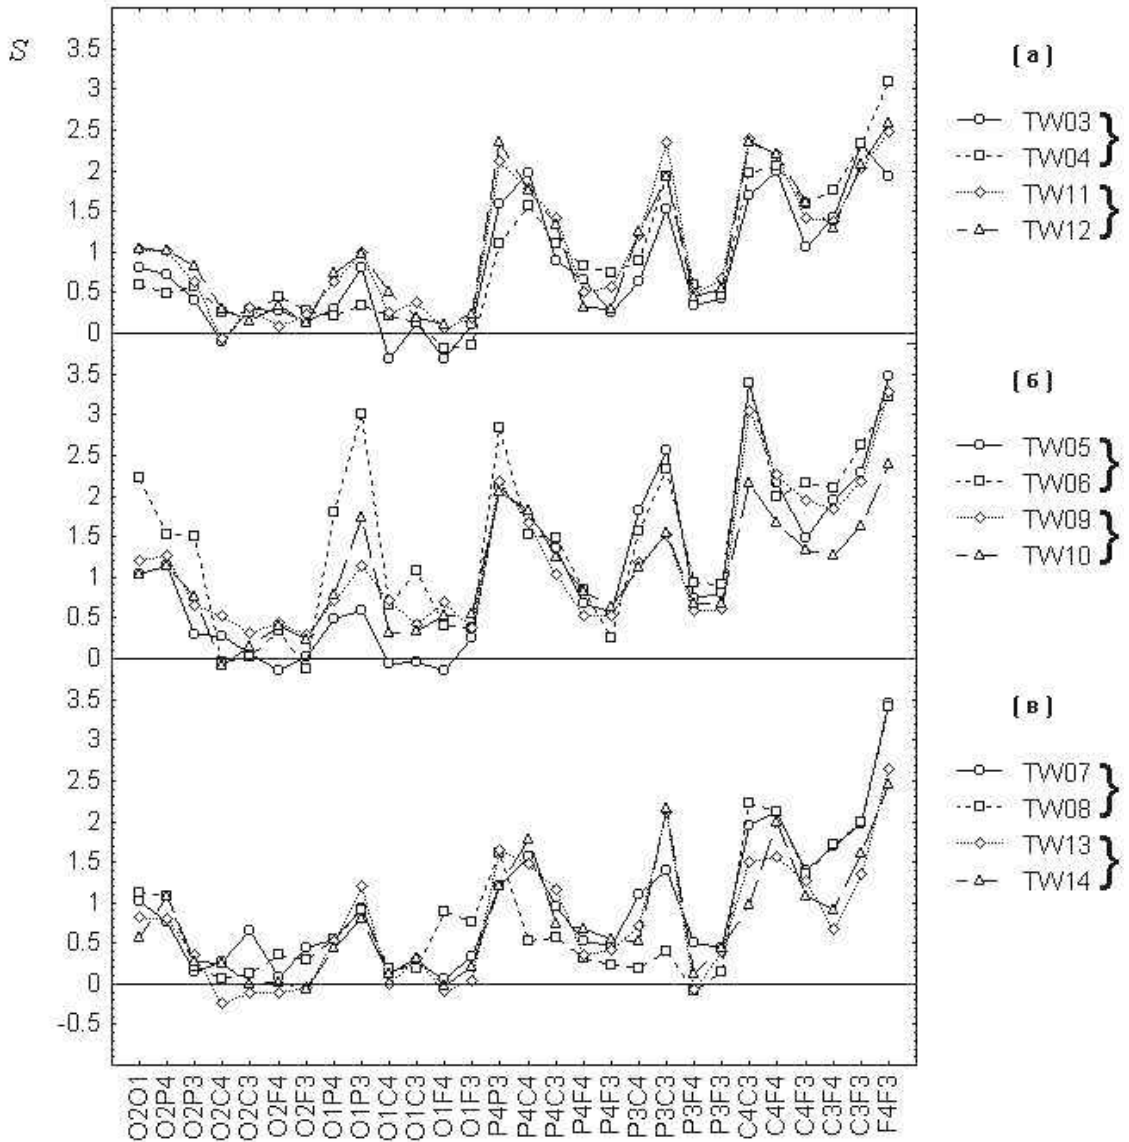 S
3.5
3
2.5
2
1.5
1
0.5
0
3.5
3
2.5
2
1.5
1
0.5
0
3.5
3
2.5
2
1.5
1
0.5
0
-0.5
(а)
TW03
TW04
TW11
TW12
(б)
TW05
TW06
TW09
TW10
(в)
TW07
TW08
TW13
TW14
O2O1
O2P4
O2P3
O2C4
O2C3
O2F4
O2F3
O1P4
O1P3
O1C4
O1C3
O1F4
O1F3
P4P3
P4C4
P4C3
P4F4
P4F3
P3C4
P3C3
P3F4
P3F3
C4C3
C4F4
C4F3
C3F4
C3F3
F4F3